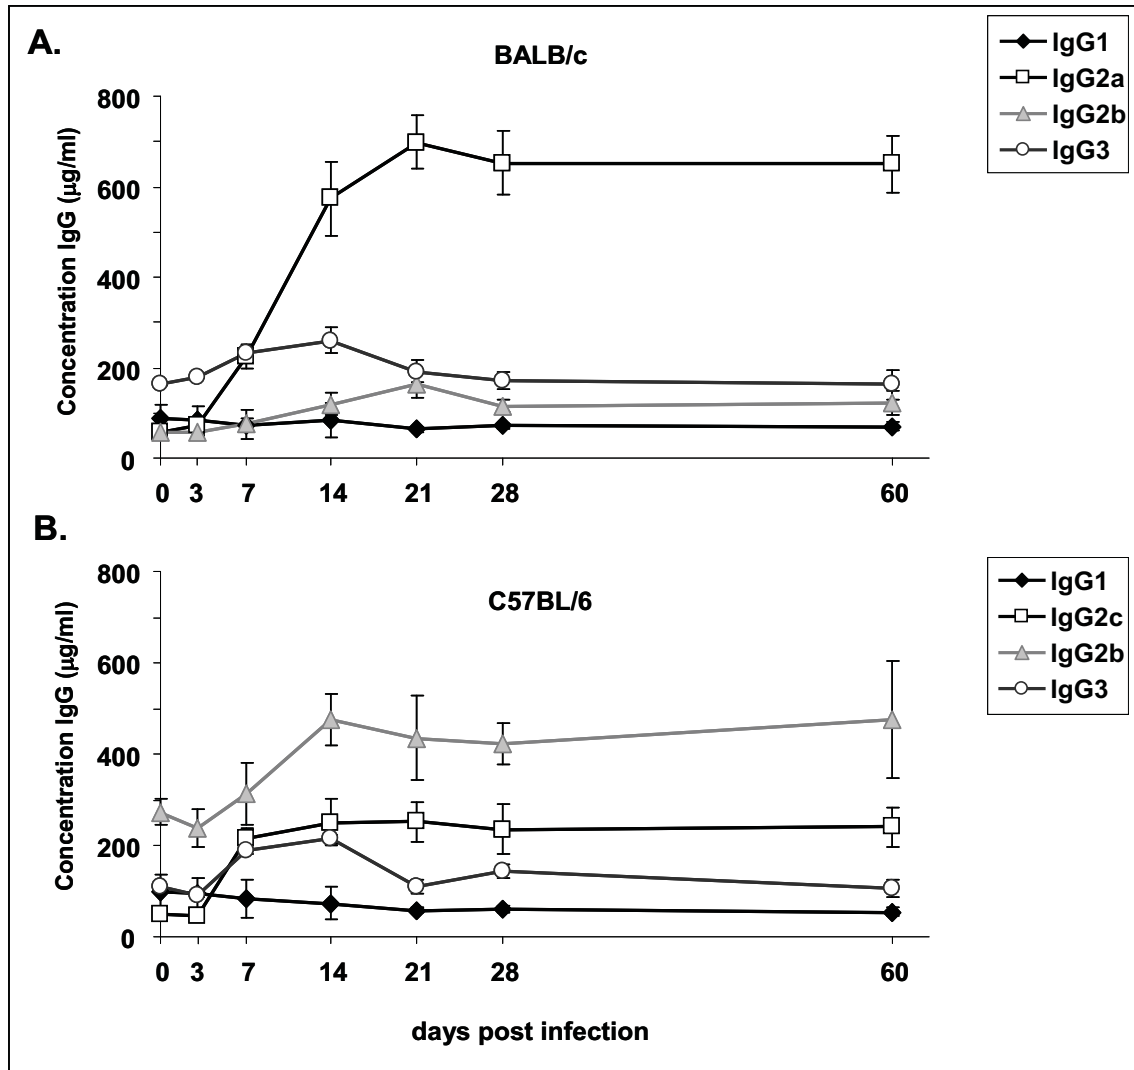 A.
BALB/c
IgG1
IgG2a
IgG2b
IgG3
Concentration IgG (µg/ml)
800
600
400
200
0
0 3 7 14 21 28 60
B.
C57BL/6
IgG1
IgG2c
IgG2b
IgG3
Concentration IgG (µg/ml)
800
600
400
200
0
0 3 7 14 21 28 60
days post infection